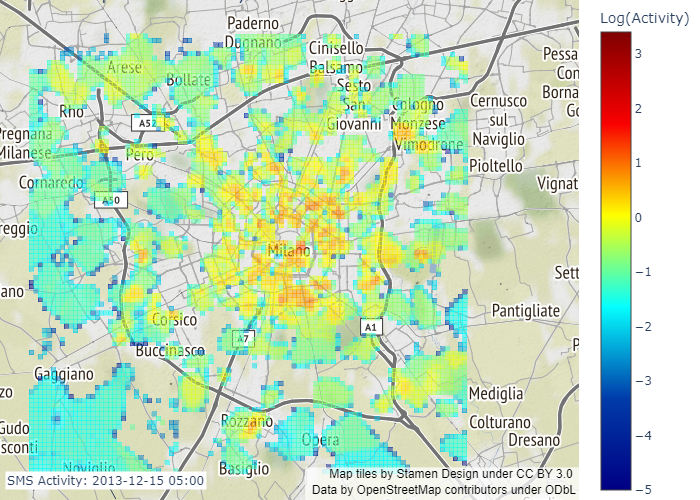 Paderno
Dugnano
Cinisello
Balsamo
Sesto
San
Giovanni
Cologno
Monzese
Vimodrone
Cernusco
sul
Naviglio
Pioltello
Arese
Bollate
Rho
A52
Pero
Pregnana
Milanese
Cornaredo
A50
reggio
ano
Milano
Corsico
Buccinasco
A7
A1
Gaggiano
zo
Gudo
sconti
Noviglio
Rozzano
Opera
Basiglio
Pessa
Con
Borna
Go
Vignat
Sett
Pantigliate
P
Mediglia
Colturano
Dresano
SMS Activity: 2013-12-15 05:00
Map tiles by Stamen Design under CC BY 3.0
Data by OpenStreetMap contributors under ODbL
Log(Activity)
3
2
1
0
−1
−2
−3
−4
−5